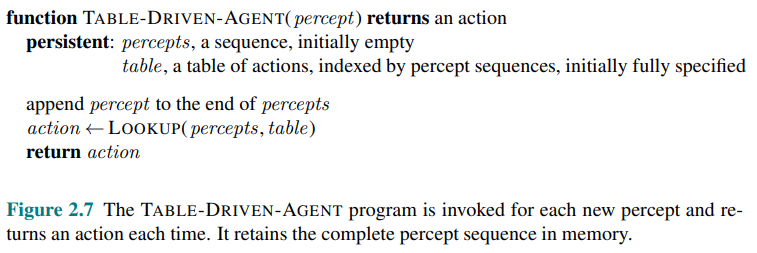 function TABLE-DRIVEN-AGENT(percept) returns an action
persistent: percepts, a sequence, initially empty
table, a table of actions, indexed by percept sequences, initially fully specified
append percept to the end of percepts
action ← LOOKUP(percepts, table)
return action
Figure 2.7 The TABLE-DRIVEN-AGENT program is invoked for each new percept and re-
turns an action each time. It retains the complete percept sequence in memory.